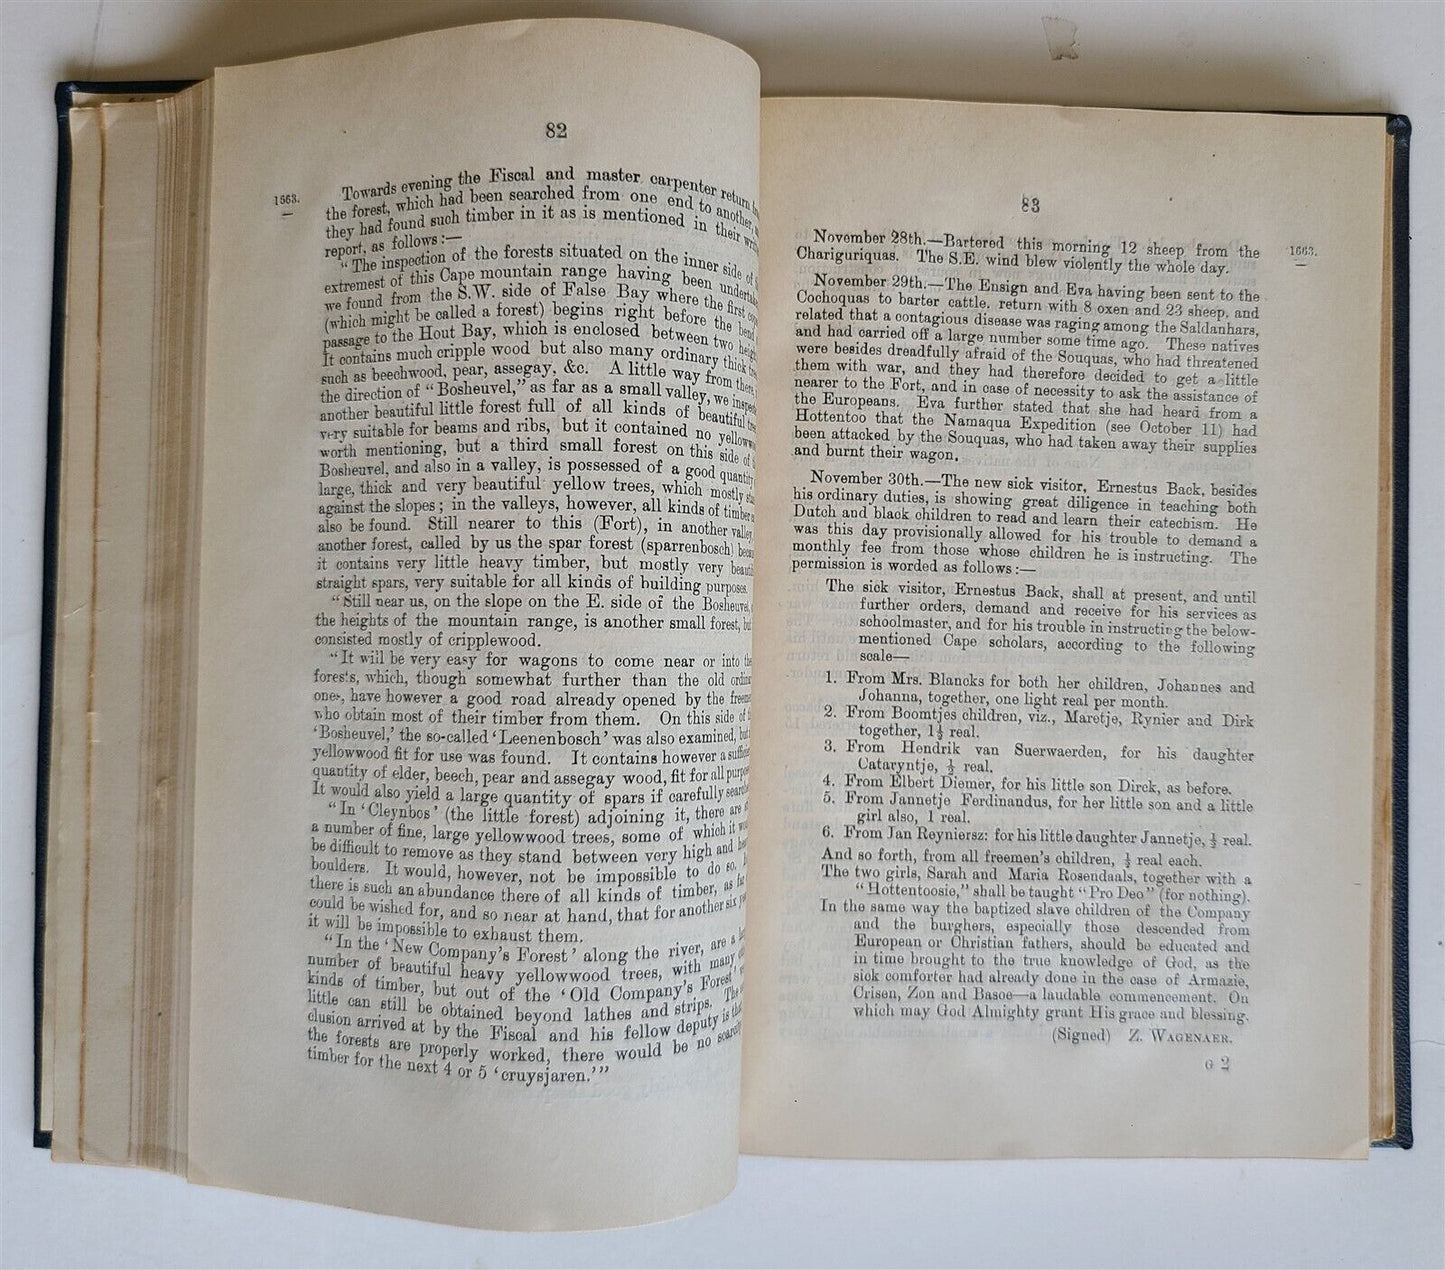 82
1663.
Towards evening the Fiscal and master carpenter return
the forest, which had been searched from one end to another,
they had found such timber in it as is mentioned in their
report, as follows :—
"The inspection of the forests situated on the inner side of
extremest of this Cape mountain range having been
we found from the S.W. side of False Bay where the first
(which might be called a forest) begins right before the bend
passage to the Hout Bay, which is enclosed between two
It contains much cripple wood but also many ordinary thick
such as beechwood, pear, assegay, &c. A little way from there,
the direction of "Bosheuvel," as far as a small valley, we
another beautiful little forest full of all kinds of beautiful
very suitable for beams and ribs, but it contained no
worth mentioning, but a third small forest on this side of
Bosheuvel, and also in a valley, is possessed of a good quantity
large, thick and very beautiful yellow trees, which mostly
against the slopes ; in the valleys, however, all kinds of timber
also be found. Still nearer to this (Fort), in another valley,
another forest, called by us the spar forest (sparrenbosch)
it contains very little heavy timber, but mostly very
straight spars, very suitable for all kinds of building purposes.
"Still near us, on the slope on the E. side of the Bosheuvel,
the heights of the mountain range, is another small forest, but
consisted mostly of cripplewood.
"It will be very easy for wagons to come near or into the
forests, which, though somewhat further than the old
ones, have however a good road already opened by the
who obtain most of their timber from them. On this side of
'Bosheuvel,' the so-called 'Leenenbosch' was also examined, but
yellowwood fit for use was found. It contains however a
quantity of elder, beech, pear and assegay wood, fit for all
It would also yield a large quantity of spars if carefully
"In 'Cleynbos' (the little forest) adjoining it, there are
a number of fine, large yellowwood trees, some of which it
be difficult to remove as they stand between very high and
boulders. It would, however, not be impossible to do so,
there is such an abundance there of all kinds of timber, as
could be wished for, and so near at hand, that for another six
it will be impossible to exhaust them.
"In the 'New Company's Forest' along the river, are a
number of beautiful heavy yellowwood trees, with many
kinds of timber, but out of the 'Old Company's Forest'
little can still be obtained beyond lathes and strips. The
clusion arrived at by the Fiscal and his fellow deputy is that
the forests are properly worked, there would be no
timber for the next 4 or 5 'cruysjaren.'"
83
1663.
November 28th.—Bartered this morning 12 sheep from the
Chariguriquas. The S.E. wind blew violently the whole day.
November 29th.—The Ensign and Eva having been sent to the
Cochoquas to barter cattle, return with 8 oxen and 23 sheep, and
related that a contagious disease was raging among the Saldanhars,
and had carried off a large number some time ago. These natives
were besides dreadfully afraid of the Souquas, who had threatened
them with war, and they had therefore decided to get a little
nearer to the Fort, and in case of necessity to ask the assistance of
the Europeans. Eva further stated that she had heard from a
Hottentoo that the Namaqua Expedition (see October 11) had
been attacked by the Souquas, who had taken away their supplies
and burnt their wagon.
November 30th.—The new sick visitor, Ernestus Back, besides
his ordinary duties, is showing great diligence in teaching both
Dutch and black children to read and learn their catechism. He
was this day provisionally allowed for his trouble to demand a
monthly fee from those whose children he is instructing. The
permission is worded as follows :—
The sick visitor, Ernestus Back, shall at present, and until
further orders, demand and receive for his services as
schoolmaster, and for his trouble in instructing the below-
mentioned Cape scholars, according to the following
scale—
1. From Mrs. Blancks for both her children, Johannes and
Johanna, together, one light real per month.
2. From Boomtjes children, viz., Maretje, Rynier and Dirk
together, 1½ real.
3. From Hendrik van Suerwaerden, for his daughter
Cataryntje, ½ real.
4. From Elbert Diemer, for his little son Dirck, as before.
5. From Jannetje Ferdinandus, for her little son and a little
girl also, 1 real.
6. From Jan Reyniersz: for his little daughter Jannetje, ½ real.
And so forth, from all freemen's children, ½ real each.
The two girls, Sarah and Maria Rosendaals, together with a
"Hottentoosie," shall be taught "Pro Deo" (for nothing).
In the same way the baptized slave children of the Company
and the burghers, especially those descended from
European or Christian fathers, should be educated and
in time brought to the true knowledge of God, as the
sick comforter had already done in the case of Armazie,
Crisen, Zon and Basoe—a laudable commencement. On
which may God Almighty grant His grace and blessing.
(Signed) Z. WAGENAER.
G 2